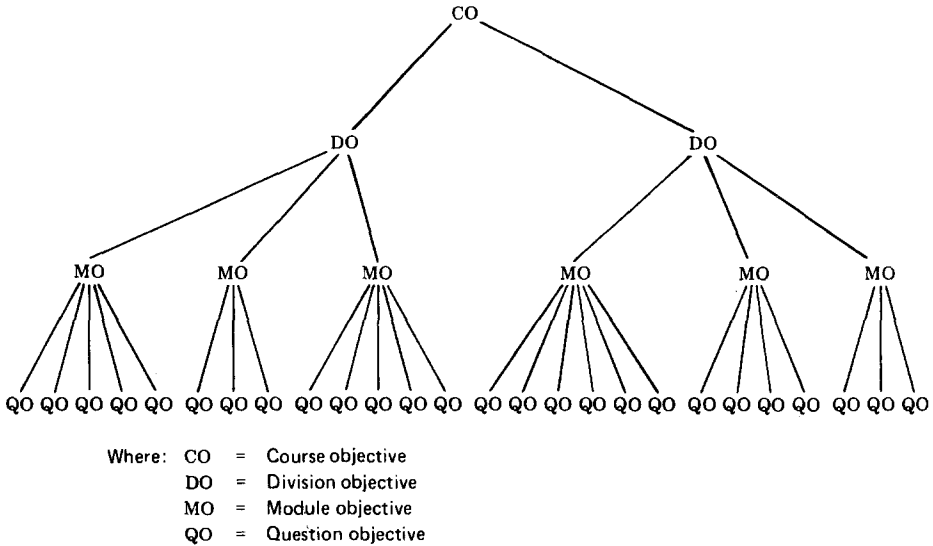 CO
DO DO
MO MO MO MO MO MO
QO QO QO QO QO QO QO QO QO QO QO QO QO QO QO QO QO QO QO QO QO QO QO QO QO QO
Where: CO = Course objective
DO = Division objective
MO = Module objective
QO = Question objective